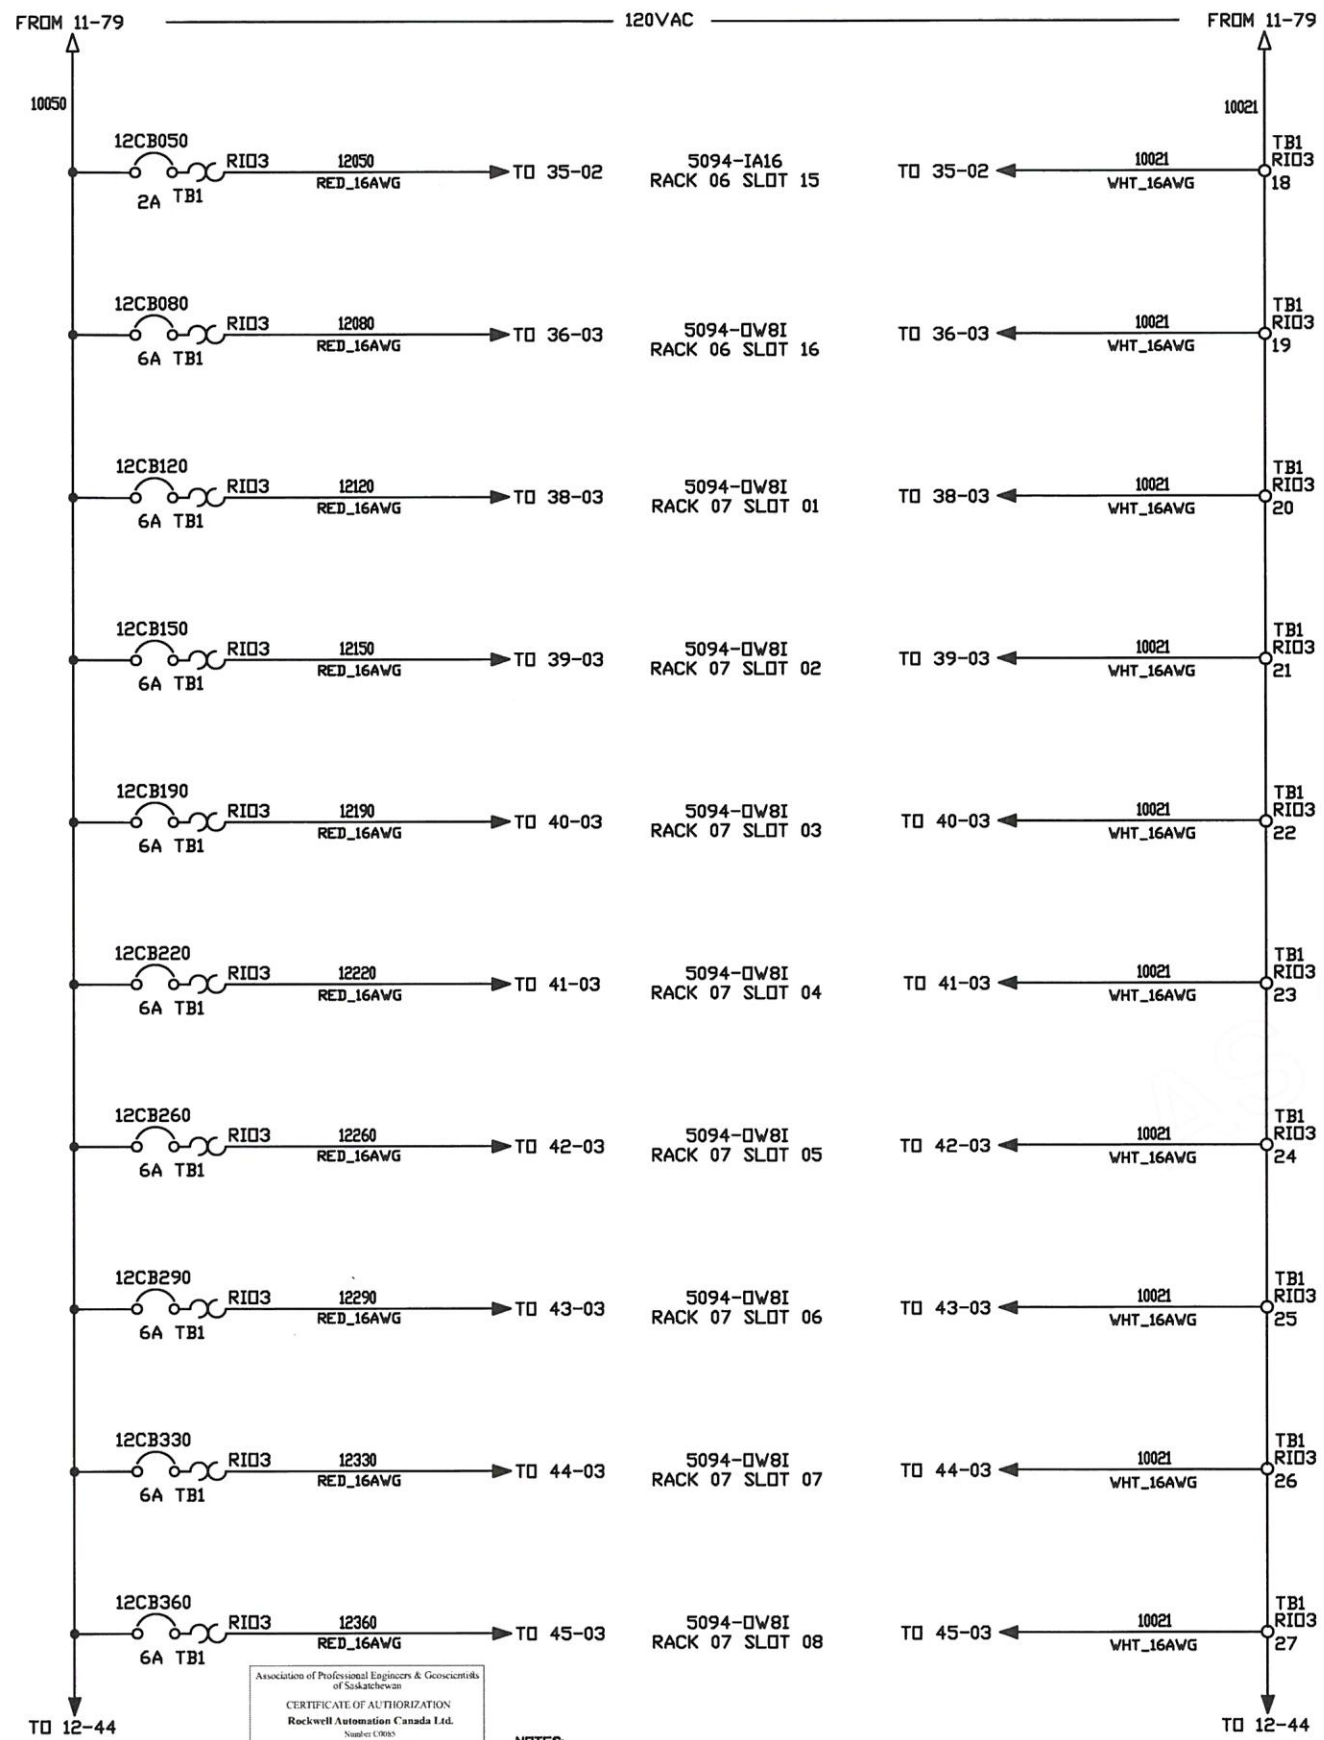 FROM 11-79 120VAC FROM 11-79
10050 10021
12CB050 TB1
RIO3 12050 5094-IA16 10021 RIO3
TO 35-02 RACK 06 SLOT 15 TO 35-02
2A TB1 RED_16AWG WHT_16AWG 18
12CB080 TB1
RIO3 12080 5094-OW8I 10021 RIO3
TO 36-03 RACK 06 SLOT 16 TO 36-03
6A TB1 RED_16AWG WHT_16AWG 19
12CB120 TB1
RIO3 12120 5094-OW8I 10021 RIO3
TO 38-03 RACK 07 SLOT 01 TO 38-03
6A TB1 RED_16AWG WHT_16AWG 20
12CB150 TB1
RIO3 12150 5094-OW8I 10021 RIO3
TO 39-03 RACK 07 SLOT 02 TO 39-03
6A TB1 RED_16AWG WHT_16AWG 21
12CB190 TB1
RIO3 12190 5094-OW8I 10021 RIO3
TO 40-03 RACK 07 SLOT 03 TO 40-03
6A TB1 RED_16AWG WHT_16AWG 22
12CB220 TB1
RIO3 12220 5094-OW8I 10021 RIO3
TO 41-03 RACK 07 SLOT 04 TO 41-03
6A TB1 RED_16AWG WHT_16AWG 23
12CB260 TB1
RIO3 12260 5094-OW8I 10021 RIO3
TO 42-03 RACK 07 SLOT 05 TO 42-03
6A TB1 RED_16AWG WHT_16AWG 24
12CB290 TB1
RIO3 12290 5094-OW8I 10021 RIO3
TO 43-03 RACK 07 SLOT 06 TO 43-03
6A TB1 RED_16AWG WHT_16AWG 25
12CB330 TB1
RIO3 12330 5094-OW8I 10021 RIO3
TO 44-03 RACK 07 SLOT 07 TO 44-03
6A TB1 RED_16AWG WHT_16AWG 26
12CB360 TB1
RIO3 12360 5094-OW8I 10021 RIO3
TO 45-03 RACK 07 SLOT 08 TO 45-03
6A TB1 RED_16AWG WHT_16AWG 27
Association of Professional Engineers & Geoscientists
of Saskatchewan
CERTIFICATE OF AUTHORIZATION
Rockwell Automation Canada Ltd.
TO 12-44 TO 12-44